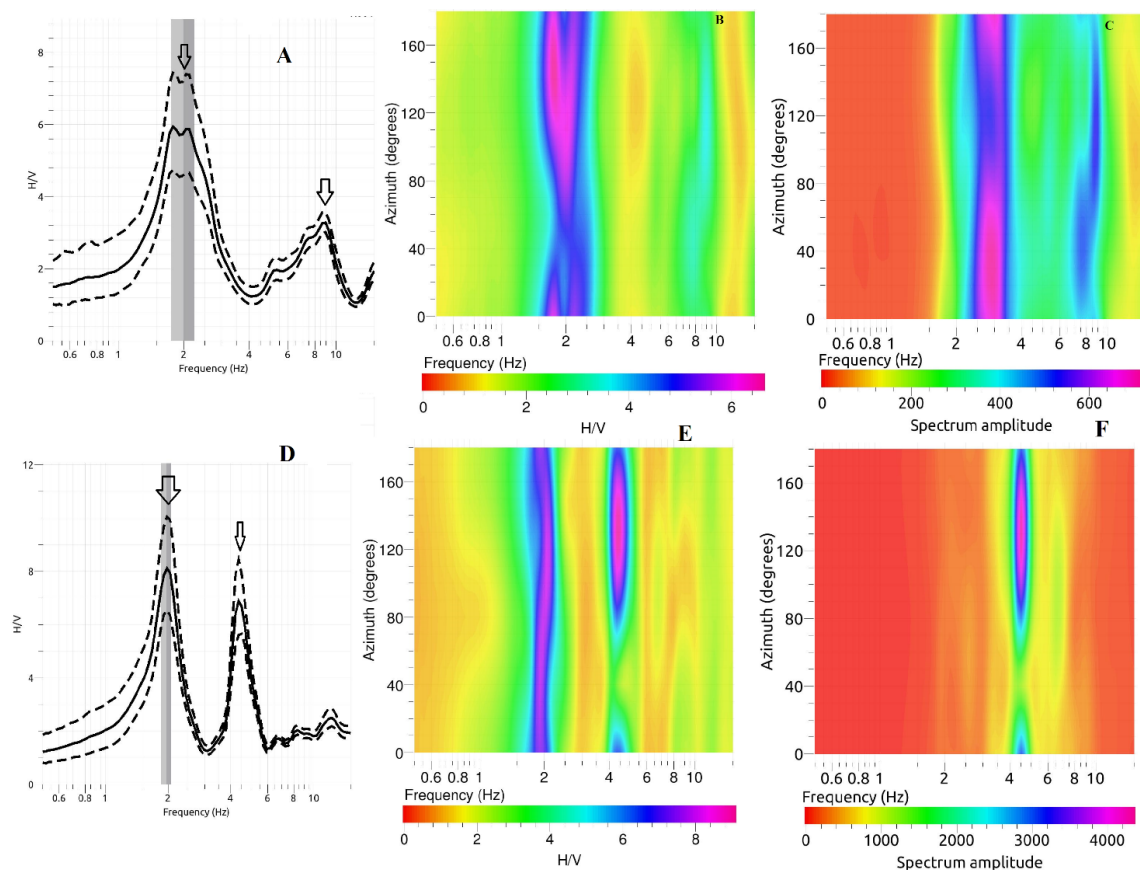 A
8
6
4
2
0
H/V
0.6 0.8 1 2 4 6 8 10
Frequency (Hz)
B
160
120
80
40
0
Azimuth (degrees)
0.6 0.8 1 2 4 6 8 10
Frequency (Hz)
0 2 4 6
H/V
C
160
120
80
40
0
Azimuth (degrees)
0.6 0.8 1 2 4 6 8 10
Frequency (Hz)
0 200 400 600
Spectrum amplitude
D
12
8
4
0
H/V
0.6 0.8 1 2 4 6 8 10
Frequency (Hz)
E
160
120
80
40
0
Azimuth (degrees)
0.6 0.8 1 2 4 6 8 10
Frequency (Hz)
0 2 4 6 8
H/V
F
160
120
80
40
0
Azimuth (degrees)
0.6 0.8 1 2 4 6 8 10
Frequency (Hz)
0 1000 2000 3000 4000
Spectrum amplitude